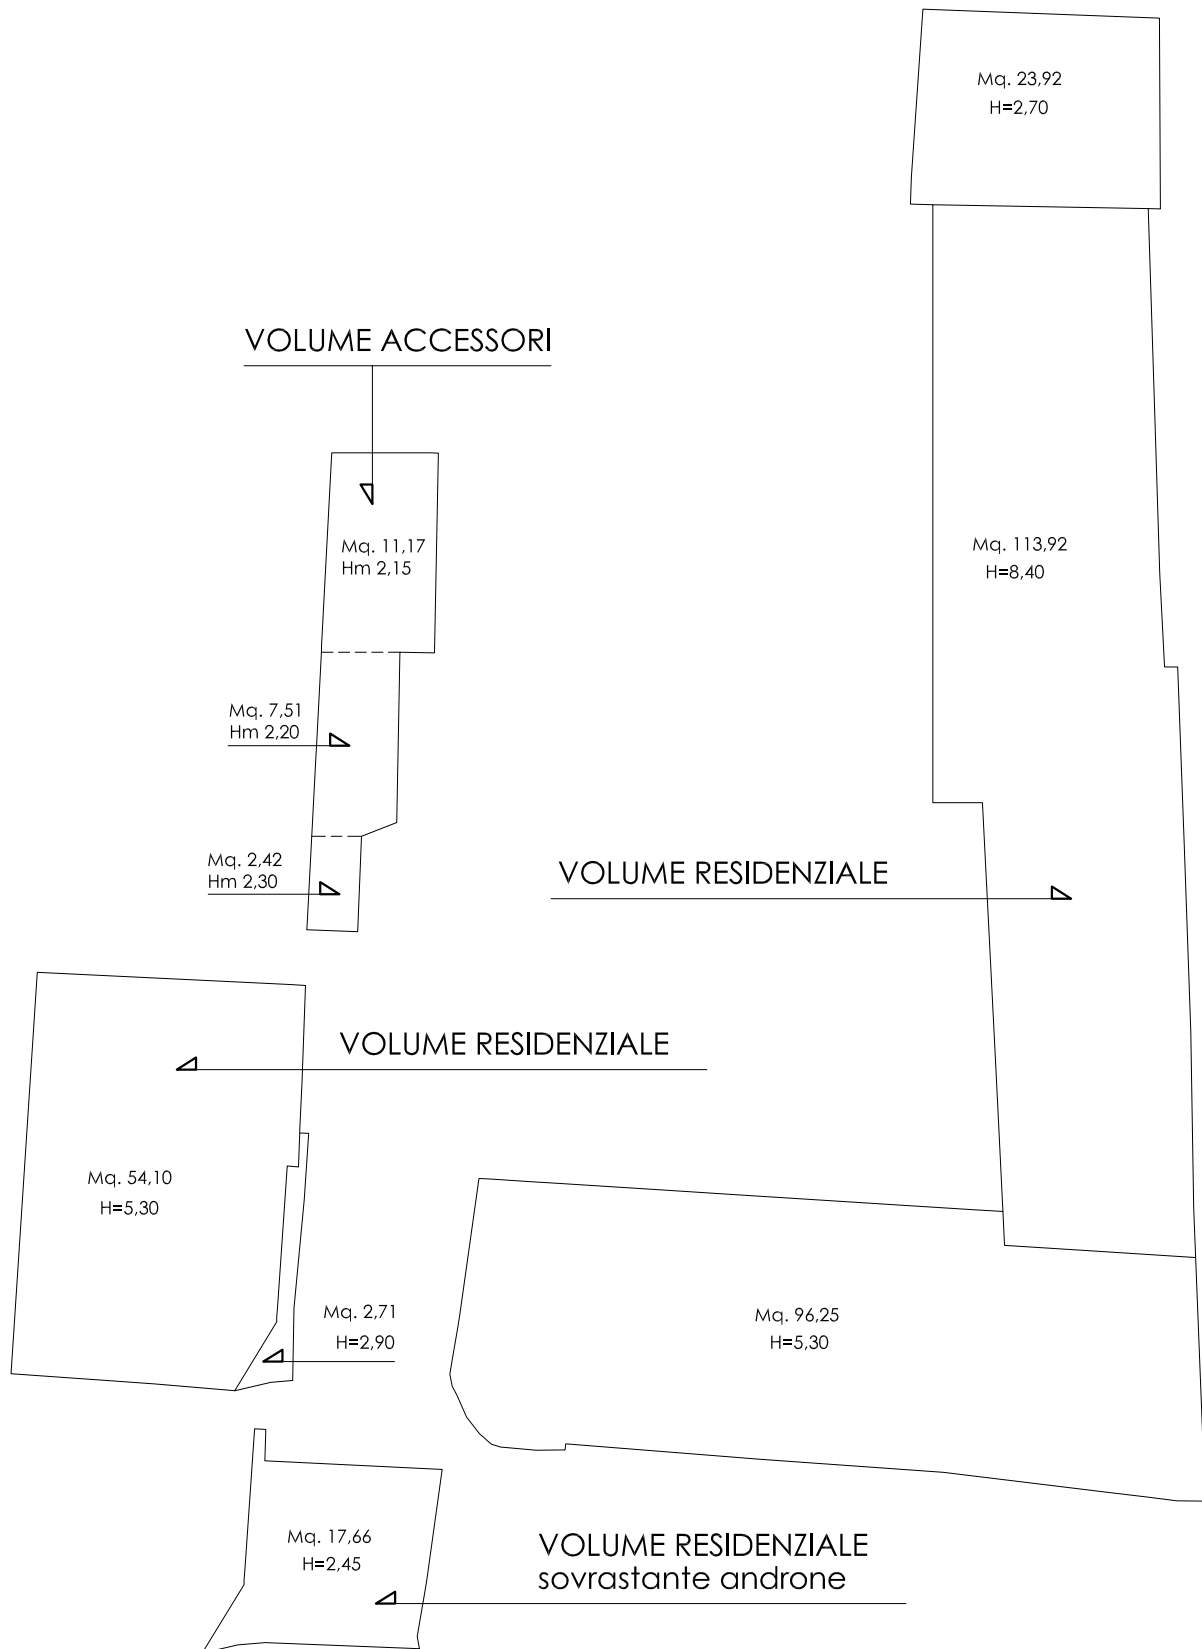 Mq. 23,92
H=2,70
VOLUME ACCESSORI
Mq. 11,17
Hm 2,15
Mq. 113,92
H=8,40
Mq. 7,51
Hm 2,20
Mq. 2,42
Hm 2,30
VOLUME RESIDENZIALE
VOLUME RESIDENZIALE
Mq. 54,10
H=5,30
Mq. 2,71
H=2,90
Mq. 96,25
H=5,30
Mq. 17,66
H=2,45
VOLUME RESIDENZIALE
sovrastante androne